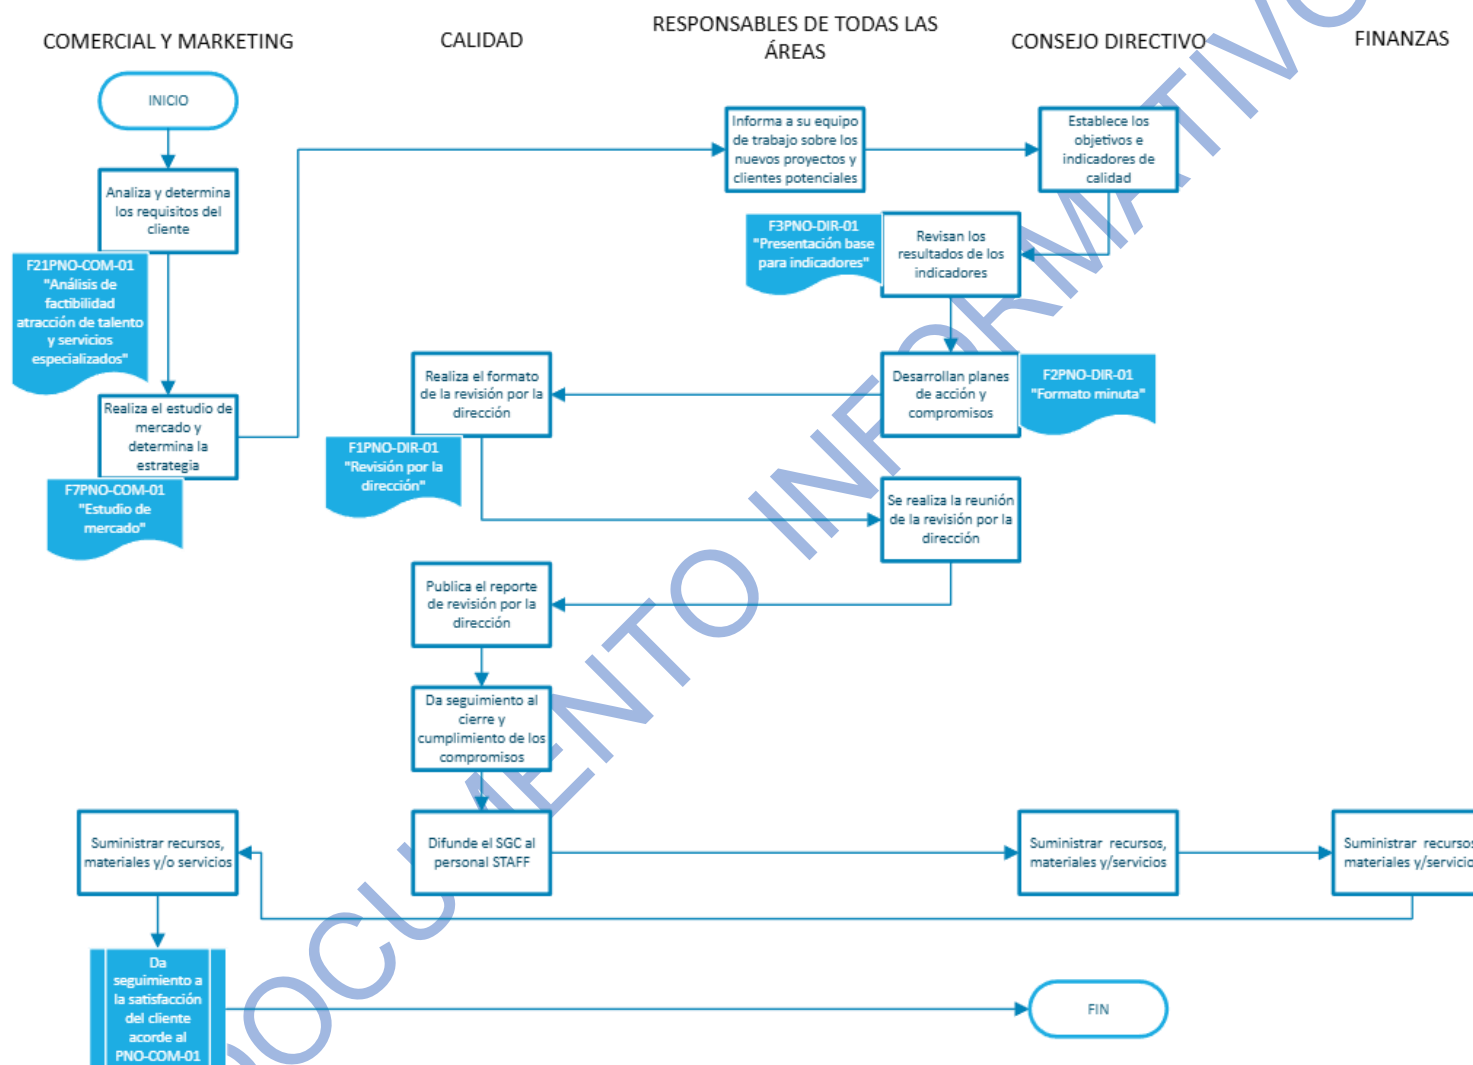 COMERCIAL Y MARKETING
CALIDAD
RESPONSABLES DE TODAS LAS
ÁREAS
CONSEJO DIRECTIVO
FINANZAS
INICIO
Informa a su equipo
de trabajo sobre los
nuevos proyectos y
clientes potenciales
Establece los
objetivos e
indicadores de
calidad
Analiza y determina
los requisitos del
cliente
F3PNO-DIR-01
"Presentación base
para indicadores"
Revisan los
resultados de los
indicadores
F21PNO-COM-01
"Análisis de
factibilidad
atracción de talento
y servicios
especializados"
Realiza el formato
de la revisión por la
dirección
Desarrollan planes
de acción y
compromisos
F2PNO-DIR-01
"Formato minuta"
Realiza el estudio de
mercado y
determina la
estrategia
F1PNO-DIR-01
"Revisión por la
dirección"
F7PNO-COM-01
"Estudio de
mercado"
Se realiza la reunión
de la revisión por la
dirección
Publica el reporte
de revisión por la
dirección
Da seguimiento al
cierre y
cumplimiento de los
compromisos
Suministrar recursos,
materiales y/o servicios
Difunde el SGC al
personal STAFF
Suministrar recursos,
materiales y/servicios
Suministrar recursos
materiales y/servicio
Da
seguimiento a
la satisfacción
del cliente
acorde al
PNO-COM-01
FIN
DOCUMENTO INFORMATIVO